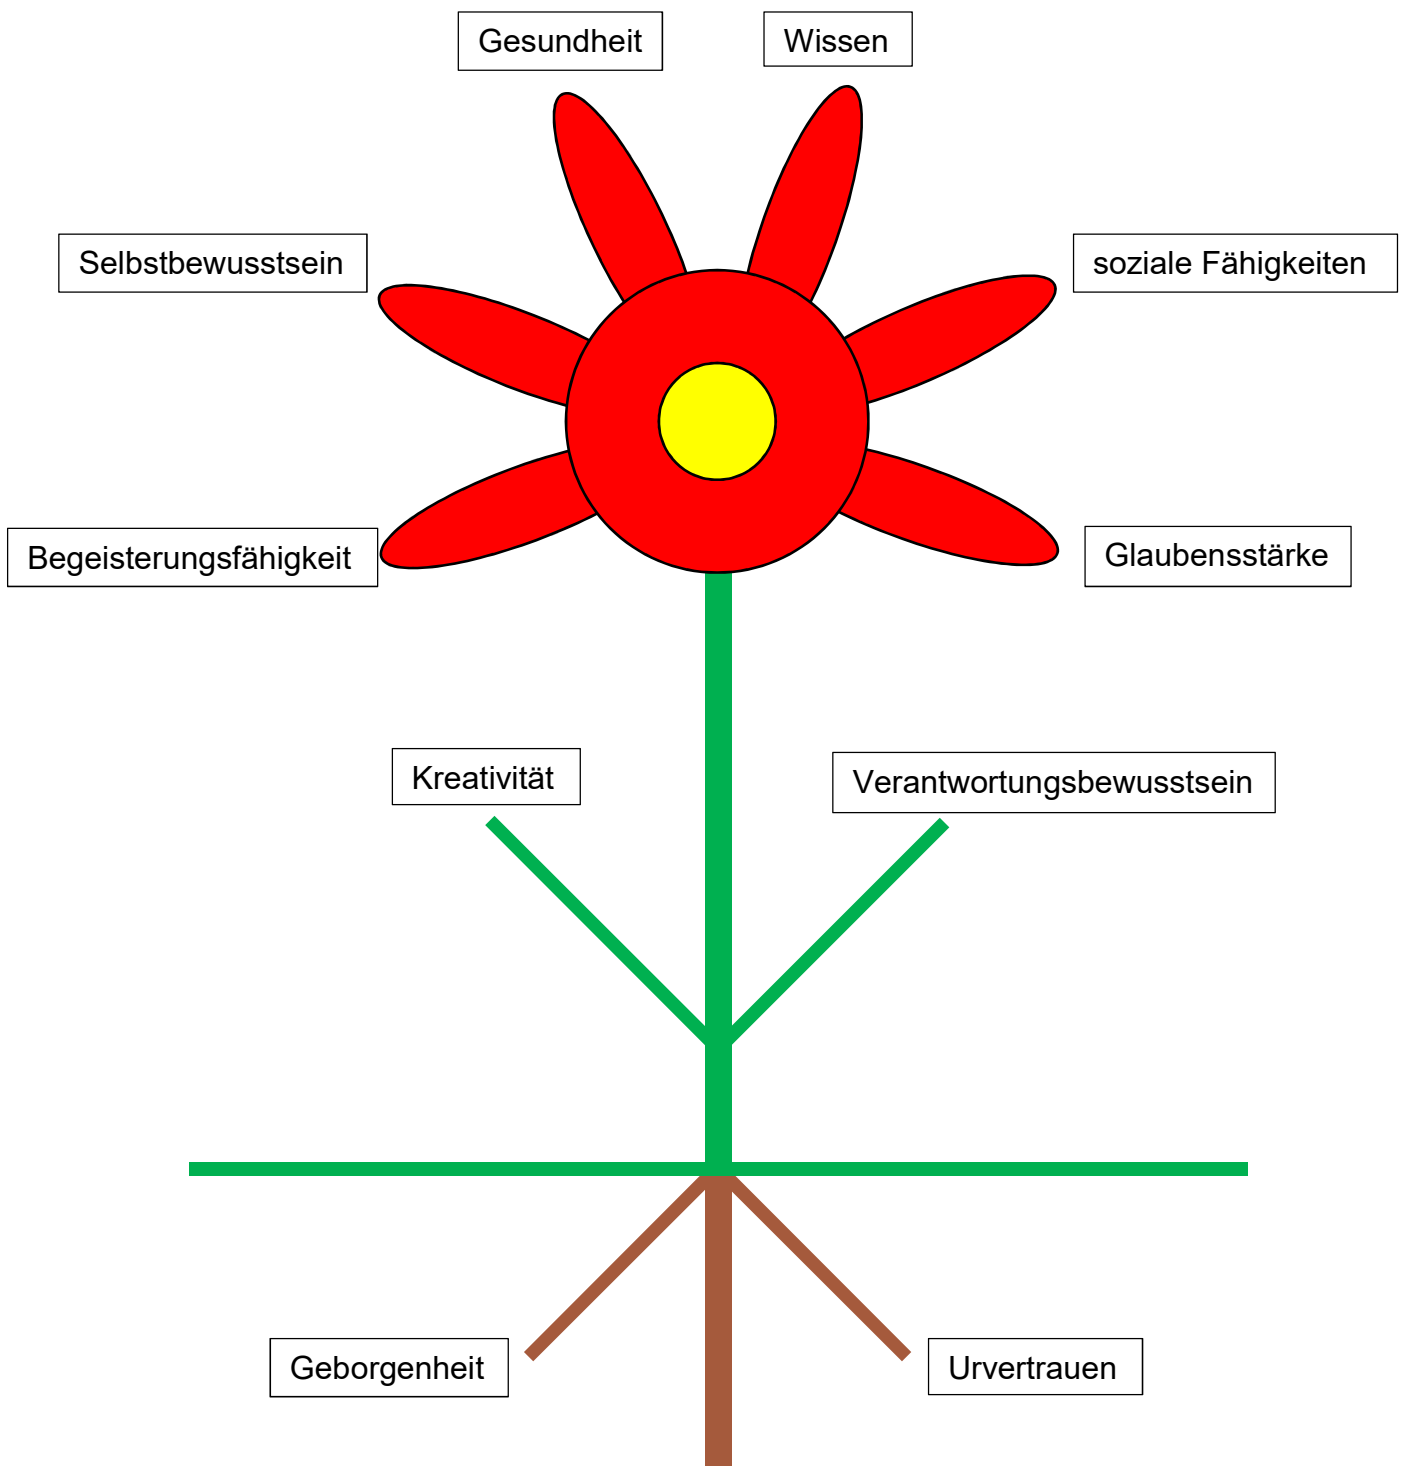 Gesundheit
Wissen
Selbstbewusstsein
soziale Fähigkeiten
Begeisterungsfähigkeit
Glaubensstärke
Kreativität
Verantwortungsbewusstsein
Geborgenheit
Urvertrauen